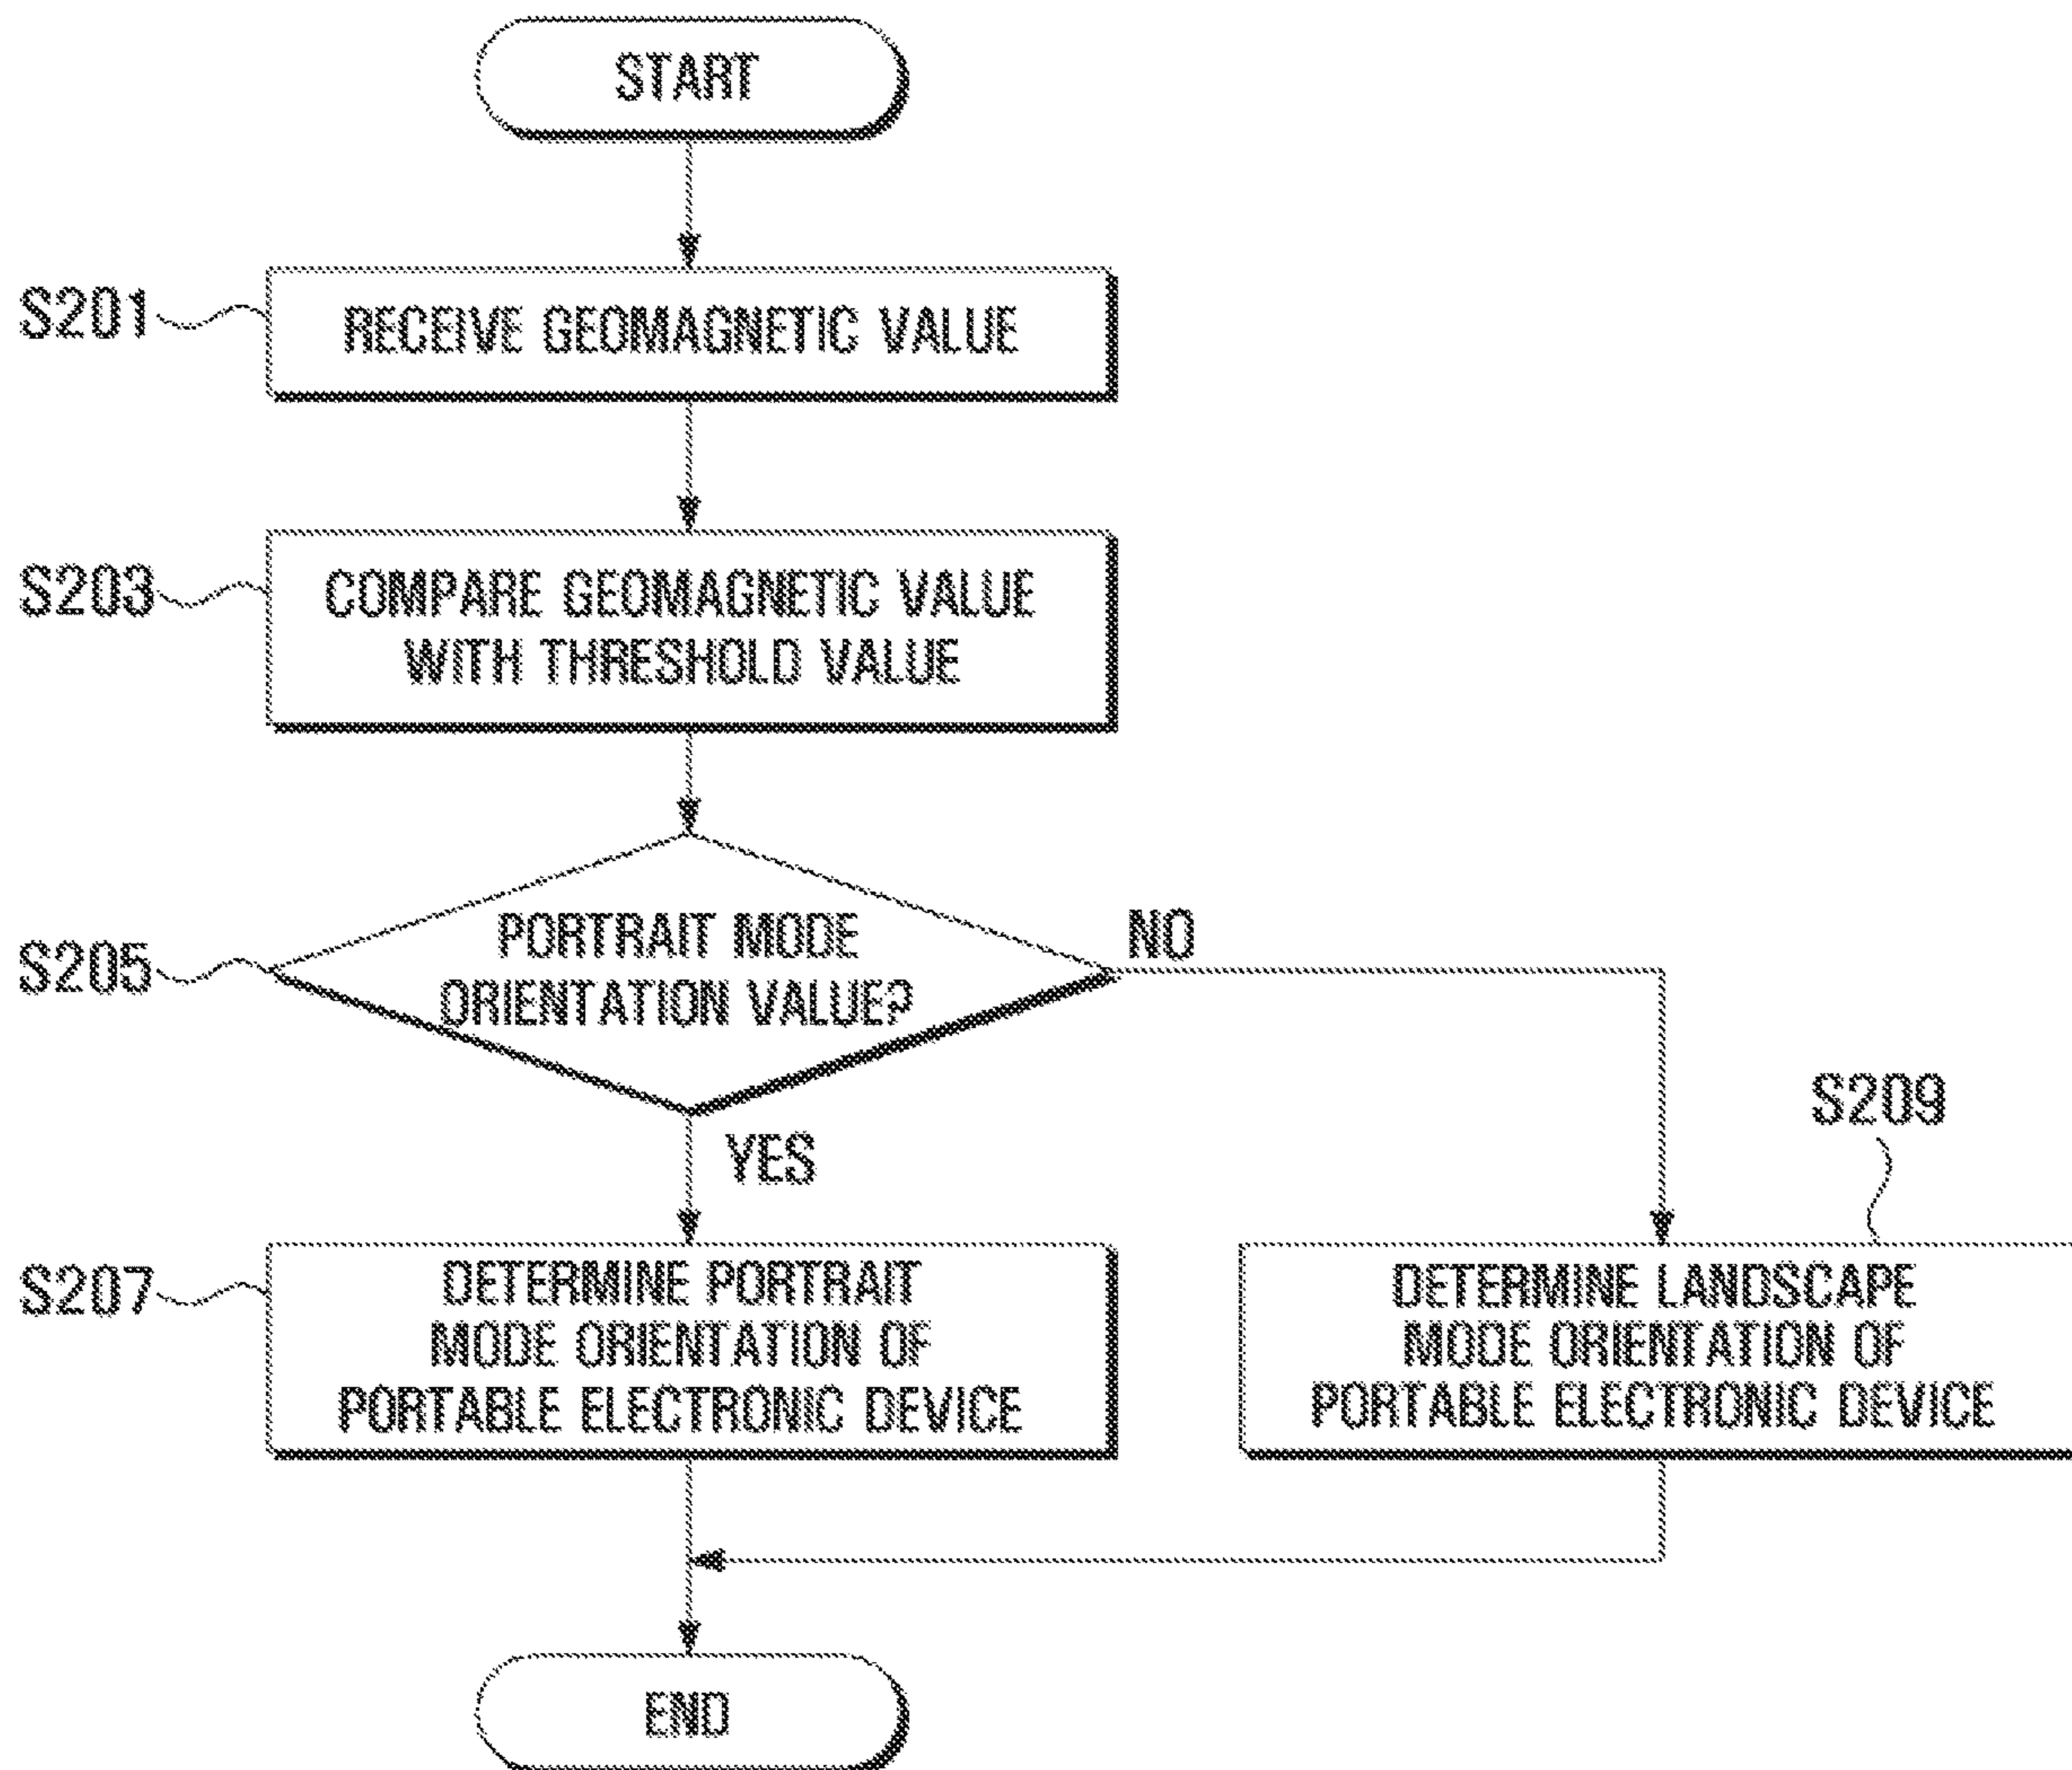 START
S201
RECEIVE GEOMAGNETIC VALUE
S203
COMPARE GEOMAGNETIC VALUE
WITH THRESHOLD VALUE
S205
PORTRAIT MODE
ORIENTATION VALUE?
NO
YES
S207
DETERMINE PORTRAIT
MODE ORIENTATION OF
PORTABLE ELECTRONIC DEVICE
S209
DETERMINE LANDSCAPE
MODE ORIENTATION OF
PORTABLE ELECTRONIC DEVICE
END